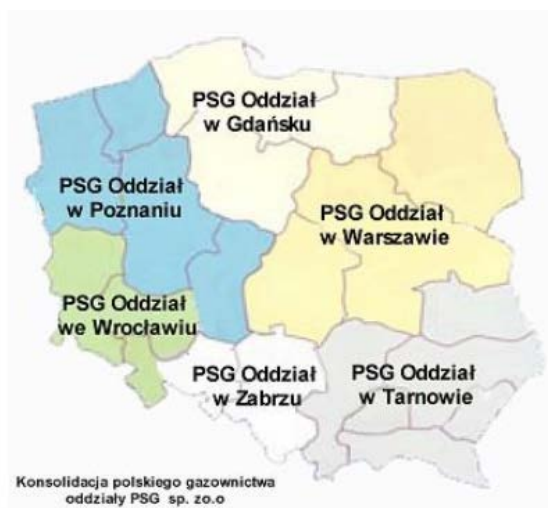 PSG Oddział
w Gdańsku
PSG Oddział
w Poznaniu
PSG Oddział
w Warszawie
PSG Oddział
we Wrocławiu
PSG Oddział
w Zabrzu
PSG Oddział
w Tarnowie
Konsolidacja polskiego gazownictwa
oddziały PSG sp. zo.o